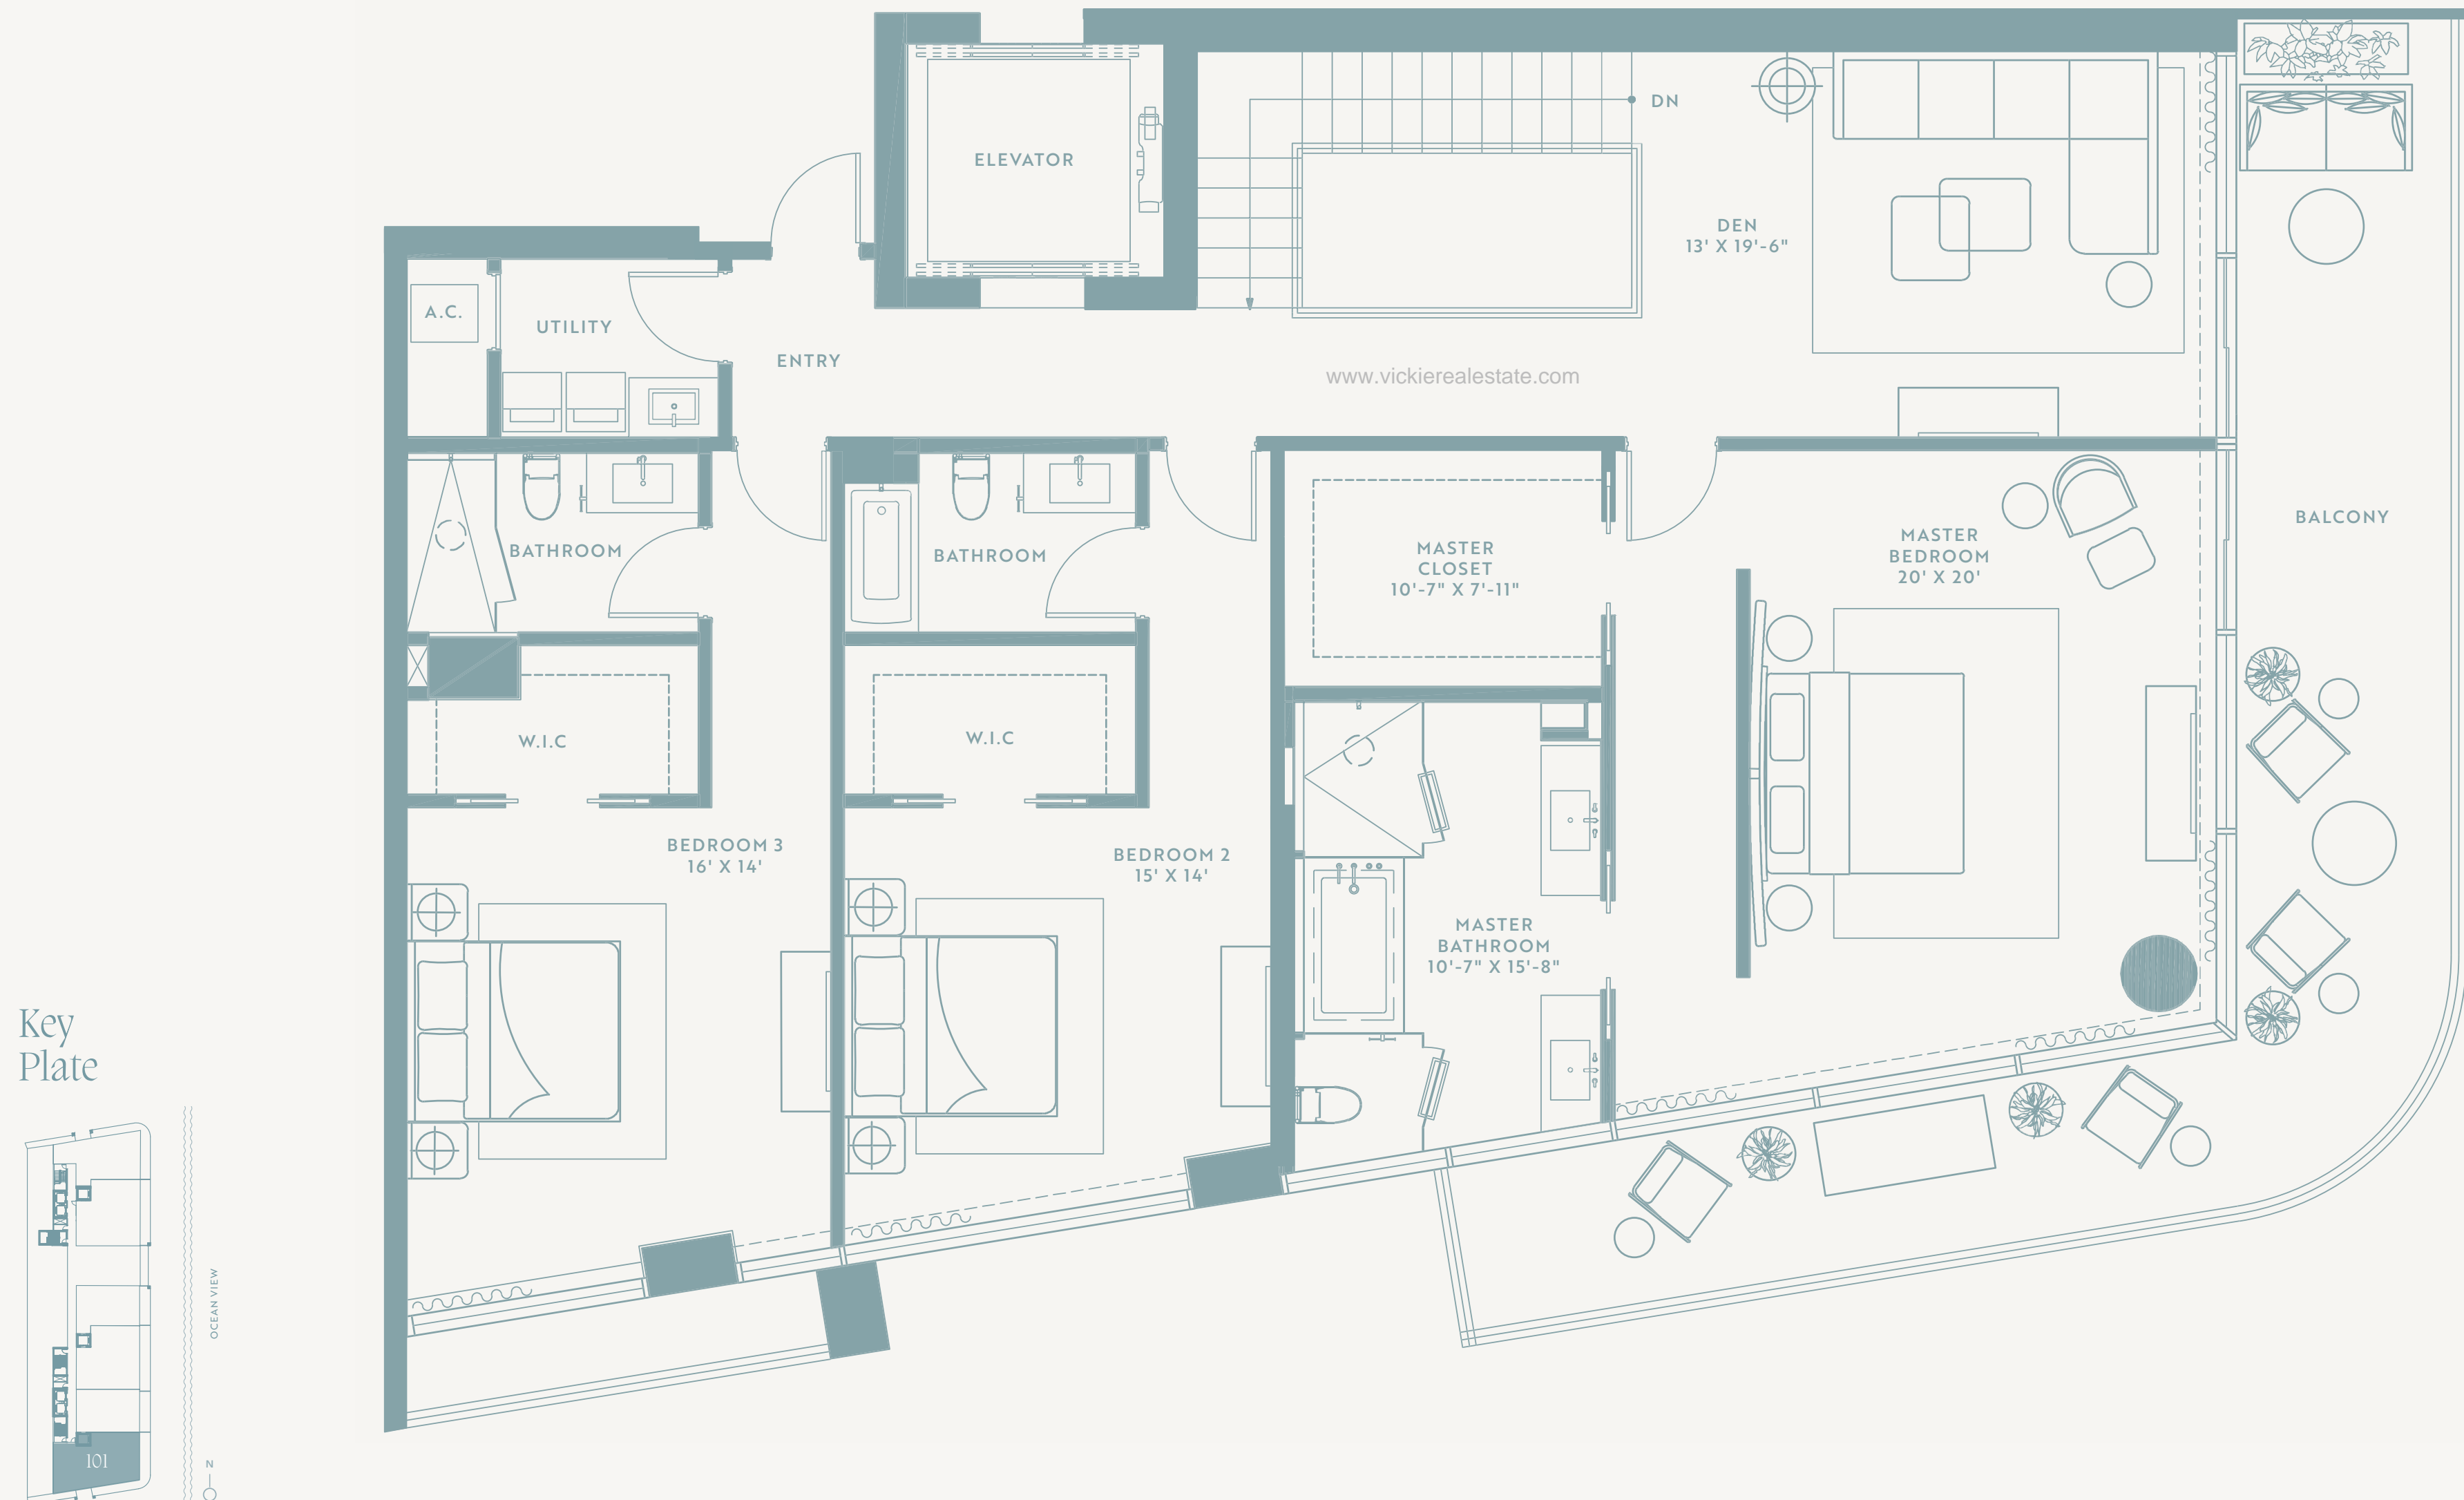 ELEVATOR
DN
DEN
13' X 19'-6"
A.C.
UTILITY
ENTRY
www.vickierealestate.com
BATHROOM
BATHROOM
MASTER
CLOSET
10'-7" X 7'-11"
MASTER
BEDROOM
20' X 20'
BALCONY
W.I.C
W.I.C
BEDROOM 3
16' X 14'
BEDROOM 2
15' X 14'
MASTER
BATHROOM
10'-7" X 15'-8"
Key
Plate
OCEAN VIEW
101
N